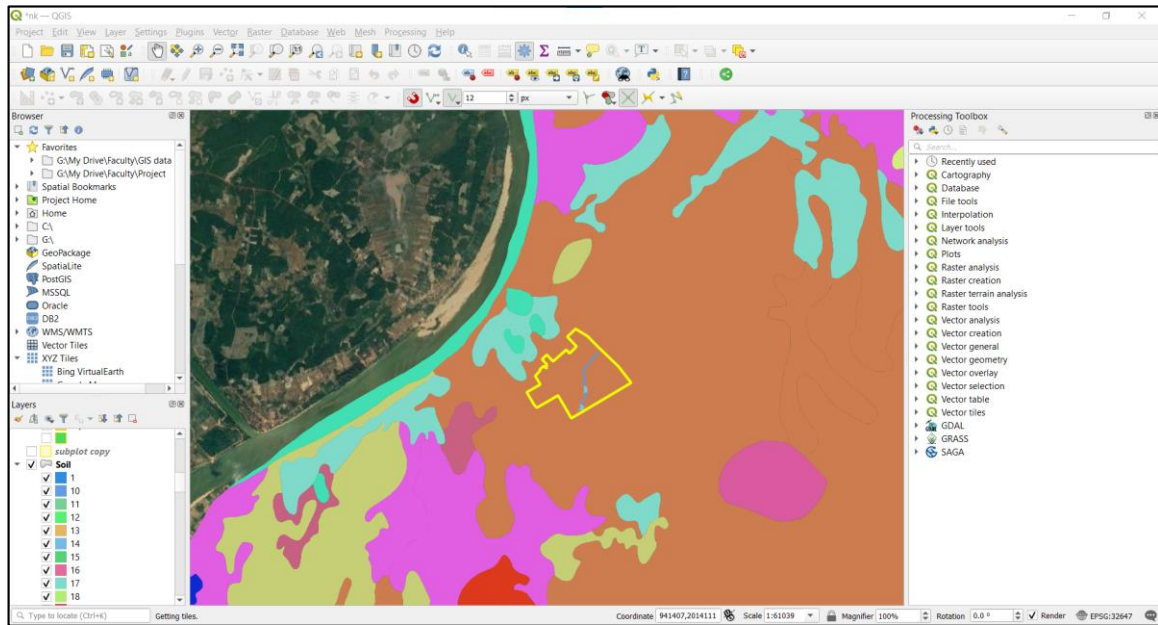 *nk — QGIS
Project Edit View Layer Settings Plugins Vector Raster Database Web Mesh Processing Help
12 px
Browser
Favorites
G:\My Drive\Faculty\GIS data
G:\My Drive\Faculty\Project
Spatial Bookmarks
Project Home
Home
C:\
G:\
GeoPackage
SpatiaLite
PostGIS
MSSQL
Oracle
DB2
WMS/WMTS
Vector Tiles
XYZ Tiles
Bing VirtualEarth
Layers
subplot copy
Soil
1
10
11
12
13
14
15
16
17
18
Processing Toolbox
Search...
Recently used
Cartography
Database
File tools
Interpolation
Layer tools
Network analysis
Plots
Raster analysis
Raster creation
Raster terrain analysis
Raster tools
Vector analysis
Vector creation
Vector general
Vector geometry
Vector overlay
Vector selection
Vector table
Vector tiles
GDAL
GRASS
SAGA
Type to locate (Ctrl+K) Getting tiles. Coordinate 941407,2014111 Scale 1:61039 Magnifier 100% Rotation 0.0 ° Render EPSG:32647